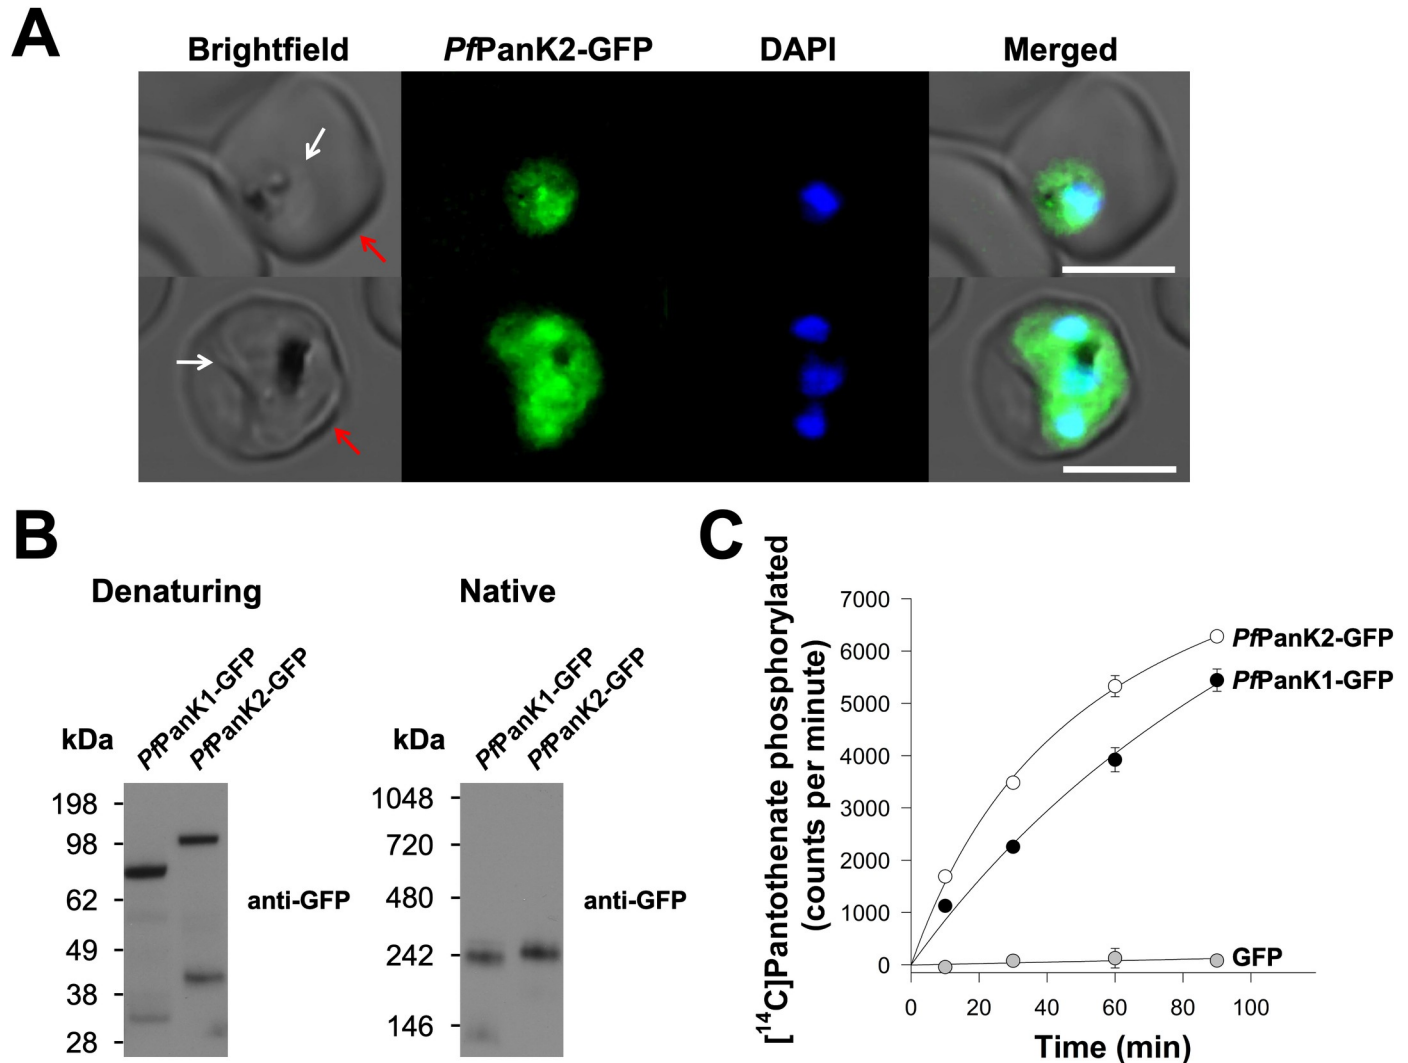 A
Brightfield PfPanK2-GFP DAPI Merged
B
Denaturing Native
PfPanK1-GFP
PfPanK2-GFP
PfPanK1-GFP
PfPanK2-GFP
kDa
198
98
62
49
38
28
anti-GFP
kDa
1048
720
480
242
146
anti-GFP
C
[14C]Pantothenate phosphorylated
(counts per minute)
7000
6000
5000
4000
3000
2000
1000
0
PfPanK2-GFP
PfPanK1-GFP
GFP
0 20 40 60 80 100
Time (min)